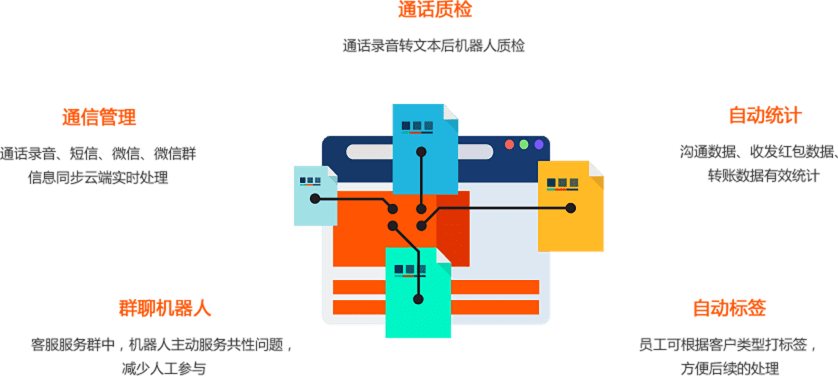 通话质检
通话录音转文本后机器人质检
通信管理
通话录音、短信、微信、微信群
信息同步云端实时处理
自动统计
沟通数据、收发红包数据、
转账数据有效统计
群聊机器人
客服服务群中，机器人主动服务共性问题，
减少人工参与
自动标签
员工可根据客户类型打标签，
方便后续的处理